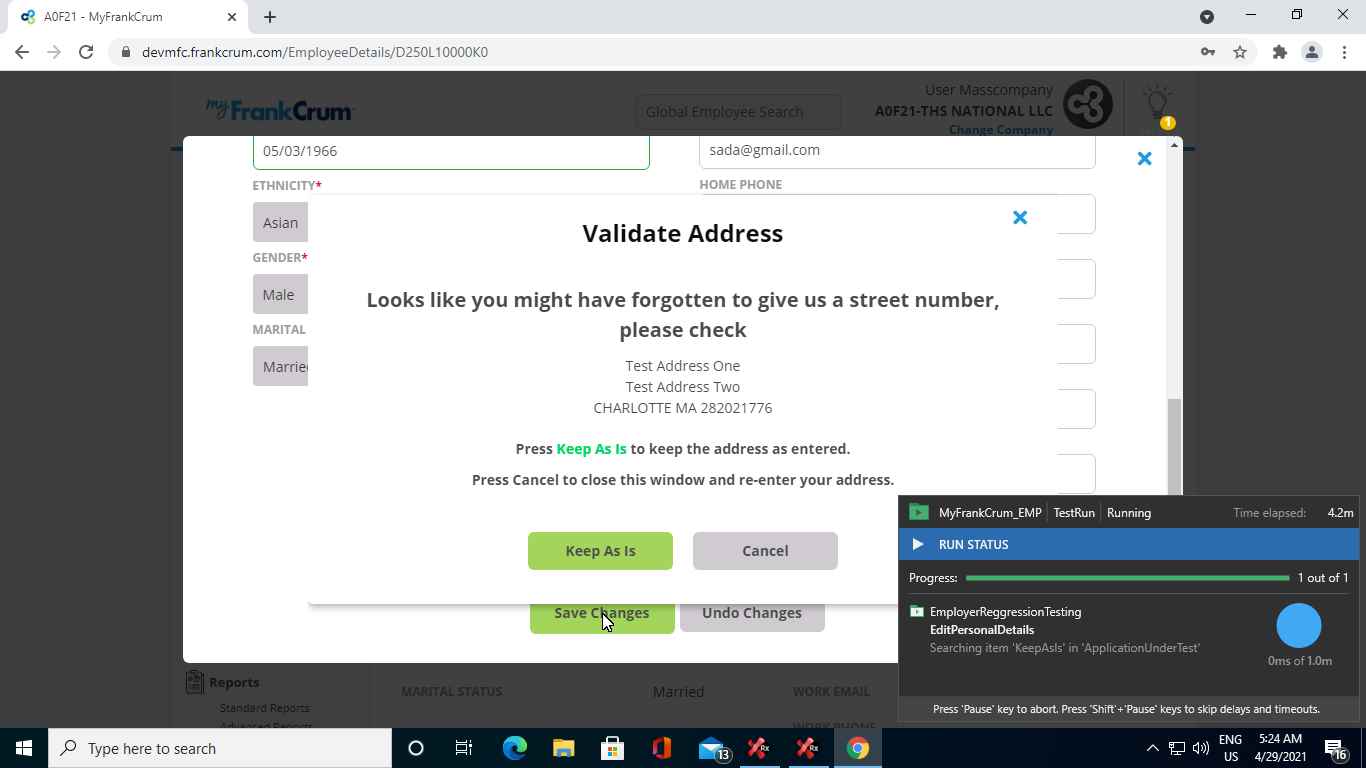 A0F21 - MyFrankCrum
devmfc.frankcrum.com/EmployeeDetails/D250L10000K0
myFrankCrum
Global Employee Search
User Masscompany
A0F21-THS NATIONAL LLC
Change Company
1
05/03/1966
sada@gmail.com
ETHNICITY*
HOME PHONE
Asian
GENDER*
Male
MARITAL
Married
Validate Address
Looks like you might have forgotten to give us a street number,
please check
Test Address One
Test Address Two
CHARLOTTE MA 282021776
Press Keep As Is to keep the address as entered.
Press Cancel to close this window and re-enter your address.
Keep As Is
Cancel
Save Changes
Undo Changes
MyFrankCrum_EMP
TestRun
Running
Time elapsed:
4.2m
RUN STATUS
Progress:
1 out of 1
EmployerReggressionTesting
EditPersonalDetails
Searching item 'KeepAsIs' in 'ApplicationUnderTest'
0ms of 1.0m
Press 'Pause' key to abort. Press 'Shift'+'Pause' keys to skip delays and timeouts.
Reports
Standard Reports
Advanced Reports
MARITAL STATUS
Married
WORK EMAIL
WORK PHONE
Type here to search
13
Rx
Rx
ENG
US
5:24 AM
4/29/2021
16